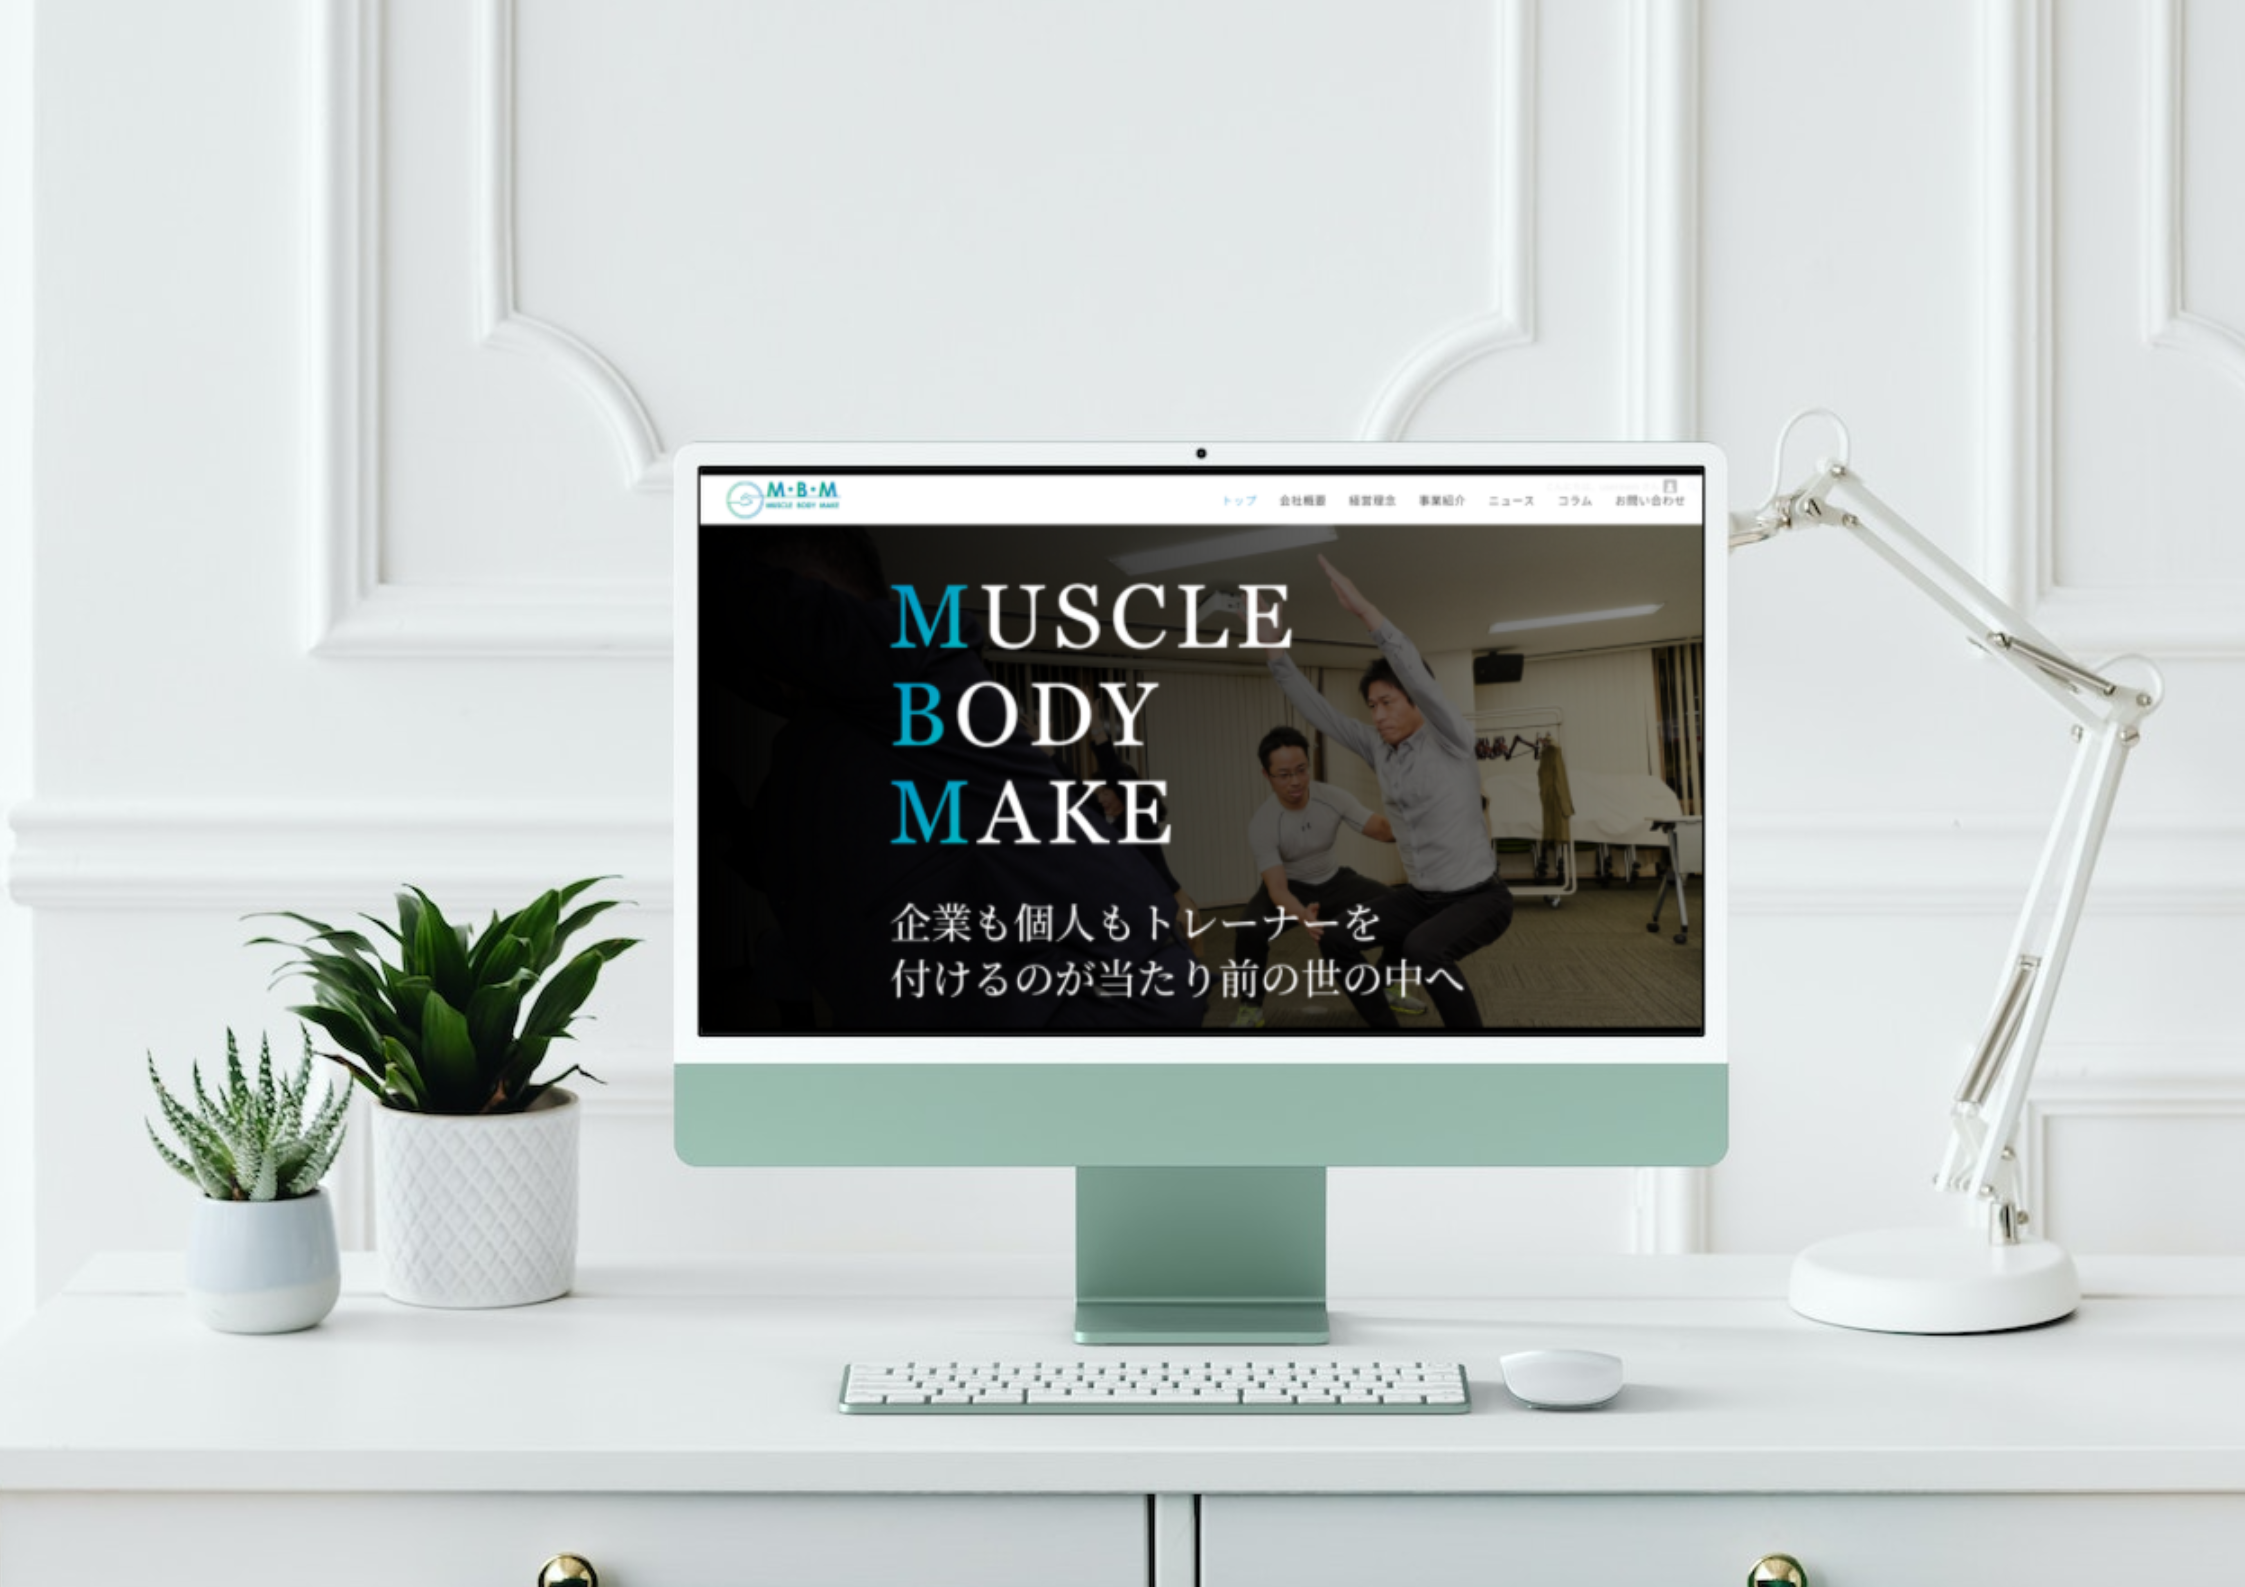 M・B・M
MUSCLE BODY MAKE
トップ 会社概要 経営理念 事業紹介 ニュース コラム お問い合わせ
MUSCLE
BODY
MAKE
企業も個人もトレーナーを
付けるのが当たり前の世の中へ